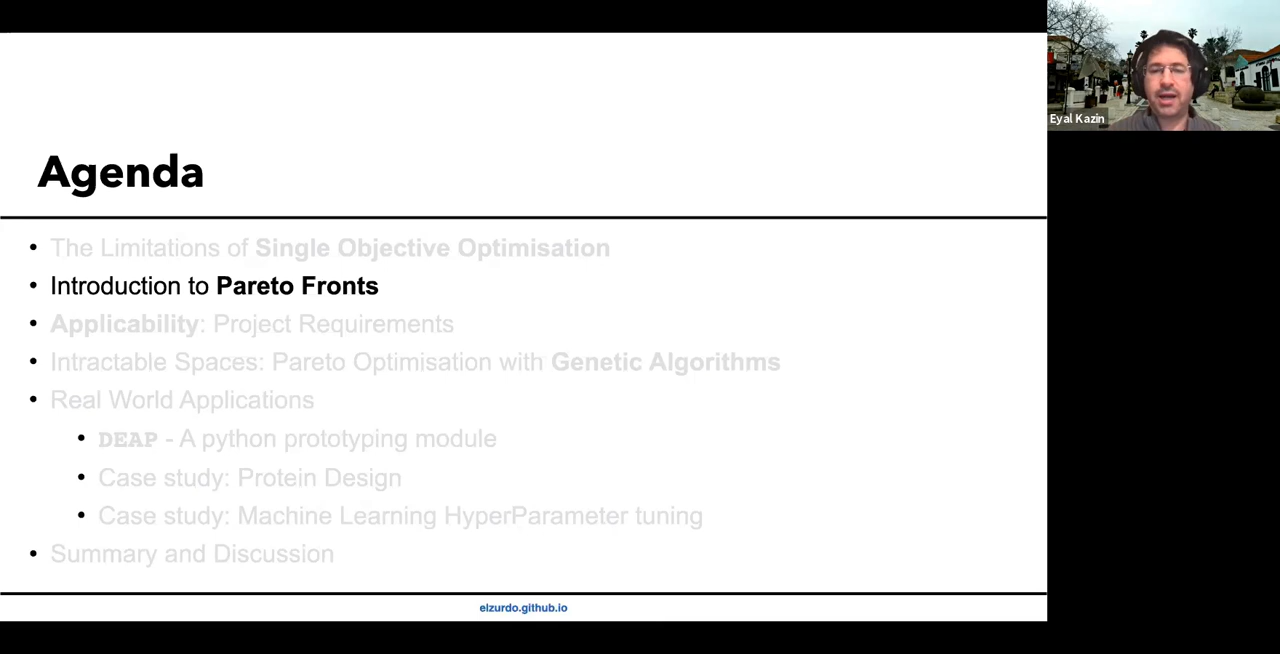 Eyal Kazin
Agenda
• The Limitations of Single Objective Optimisation
• Introduction to Pareto Fronts
• Applicability: Project Requirements
• Intractable Spaces: Pareto Optimisation with Genetic Algorithms
• Real World Applications
• DEAP - A python prototyping module
• Case study: Protein Design
• Case study: Machine Learning HyperParameter tuning
• Summary and Discussion
elzurdo.github.io